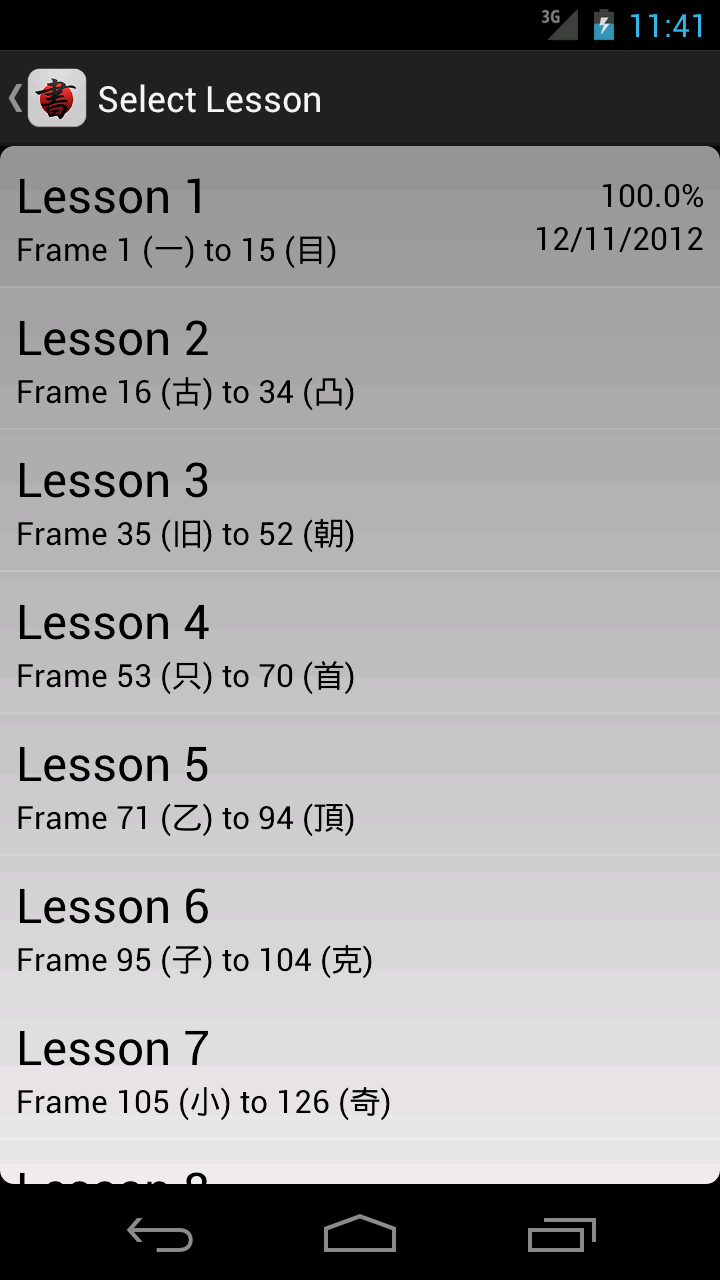 3G 11:41
書 Select Lesson
Lesson 1
100.0%
Frame 1 (一) to 15 (目)
12/11/2012
Lesson 2
Frame 16 (古) to 34 (凸)
Lesson 3
Frame 35 (旧) to 52 (朝)
Lesson 4
Frame 53 (只) to 70 (首)
Lesson 5
Frame 71 (乙) to 94 (頂)
Lesson 6
Frame 95 (子) to 104 (克)
Lesson 7
Frame 105 (小) to 126 (奇)
Lesson 8